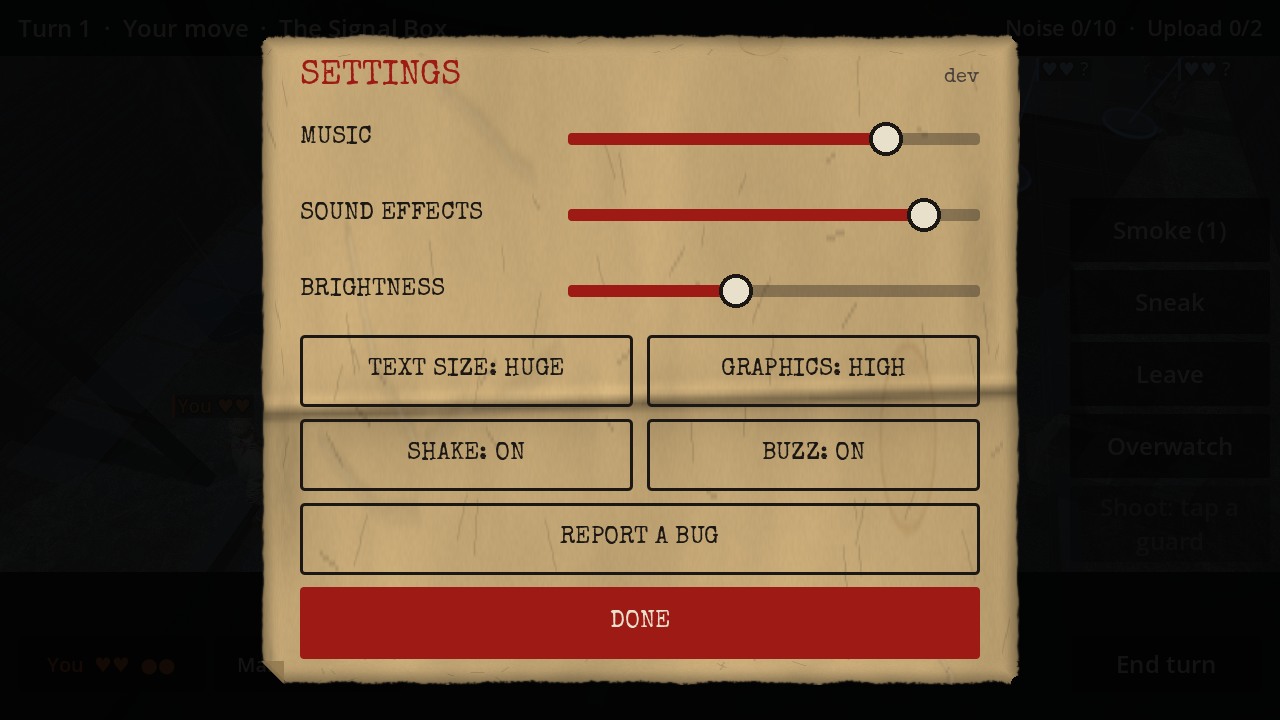 Turn 1 · Your move · The Signal Box
Noise 0/10 · Upload 0/2
SETTINGS
dev
♥♥ ?
♥♥ ?
MUSIC
SOUND EFFECTS
BRIGHTNESS
Smoke (1)
Sneak
TEXT SIZE: HUGE
GRAPHICS: HIGH
Leave
You ♥♥
SHAKE: ON
BUZZ: ON
Overwatch
REPORT A BUG
Shoot: tap a
guard
DONE
You ♥♥
End turn